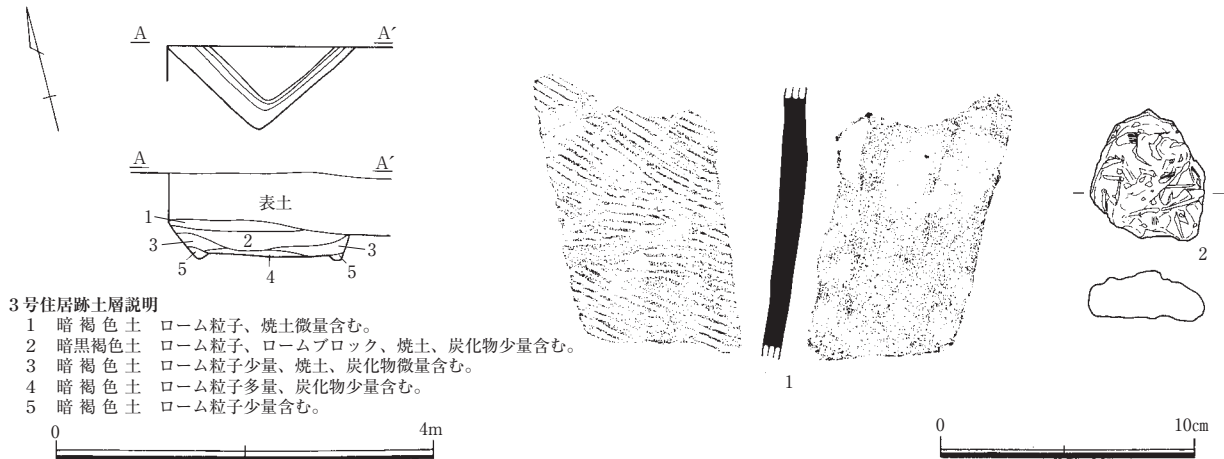 A A´
A A´
表土
1
2
3 3
5 5
4
3号住居跡土層説明
1 暗褐色土 ローム粒子、焼土微量含む。
2 暗黒褐色土 ローム粒子、ロームブロック、焼土、炭化物少量含む。
3 暗褐色土 ローム粒子少量、焼土、炭化物微量含む。
4 暗褐色土 ローム粒子多量、炭化物少量含む。
5 暗褐色土 ローム粒子少量含む。
0 4m
1
2
0 10cm